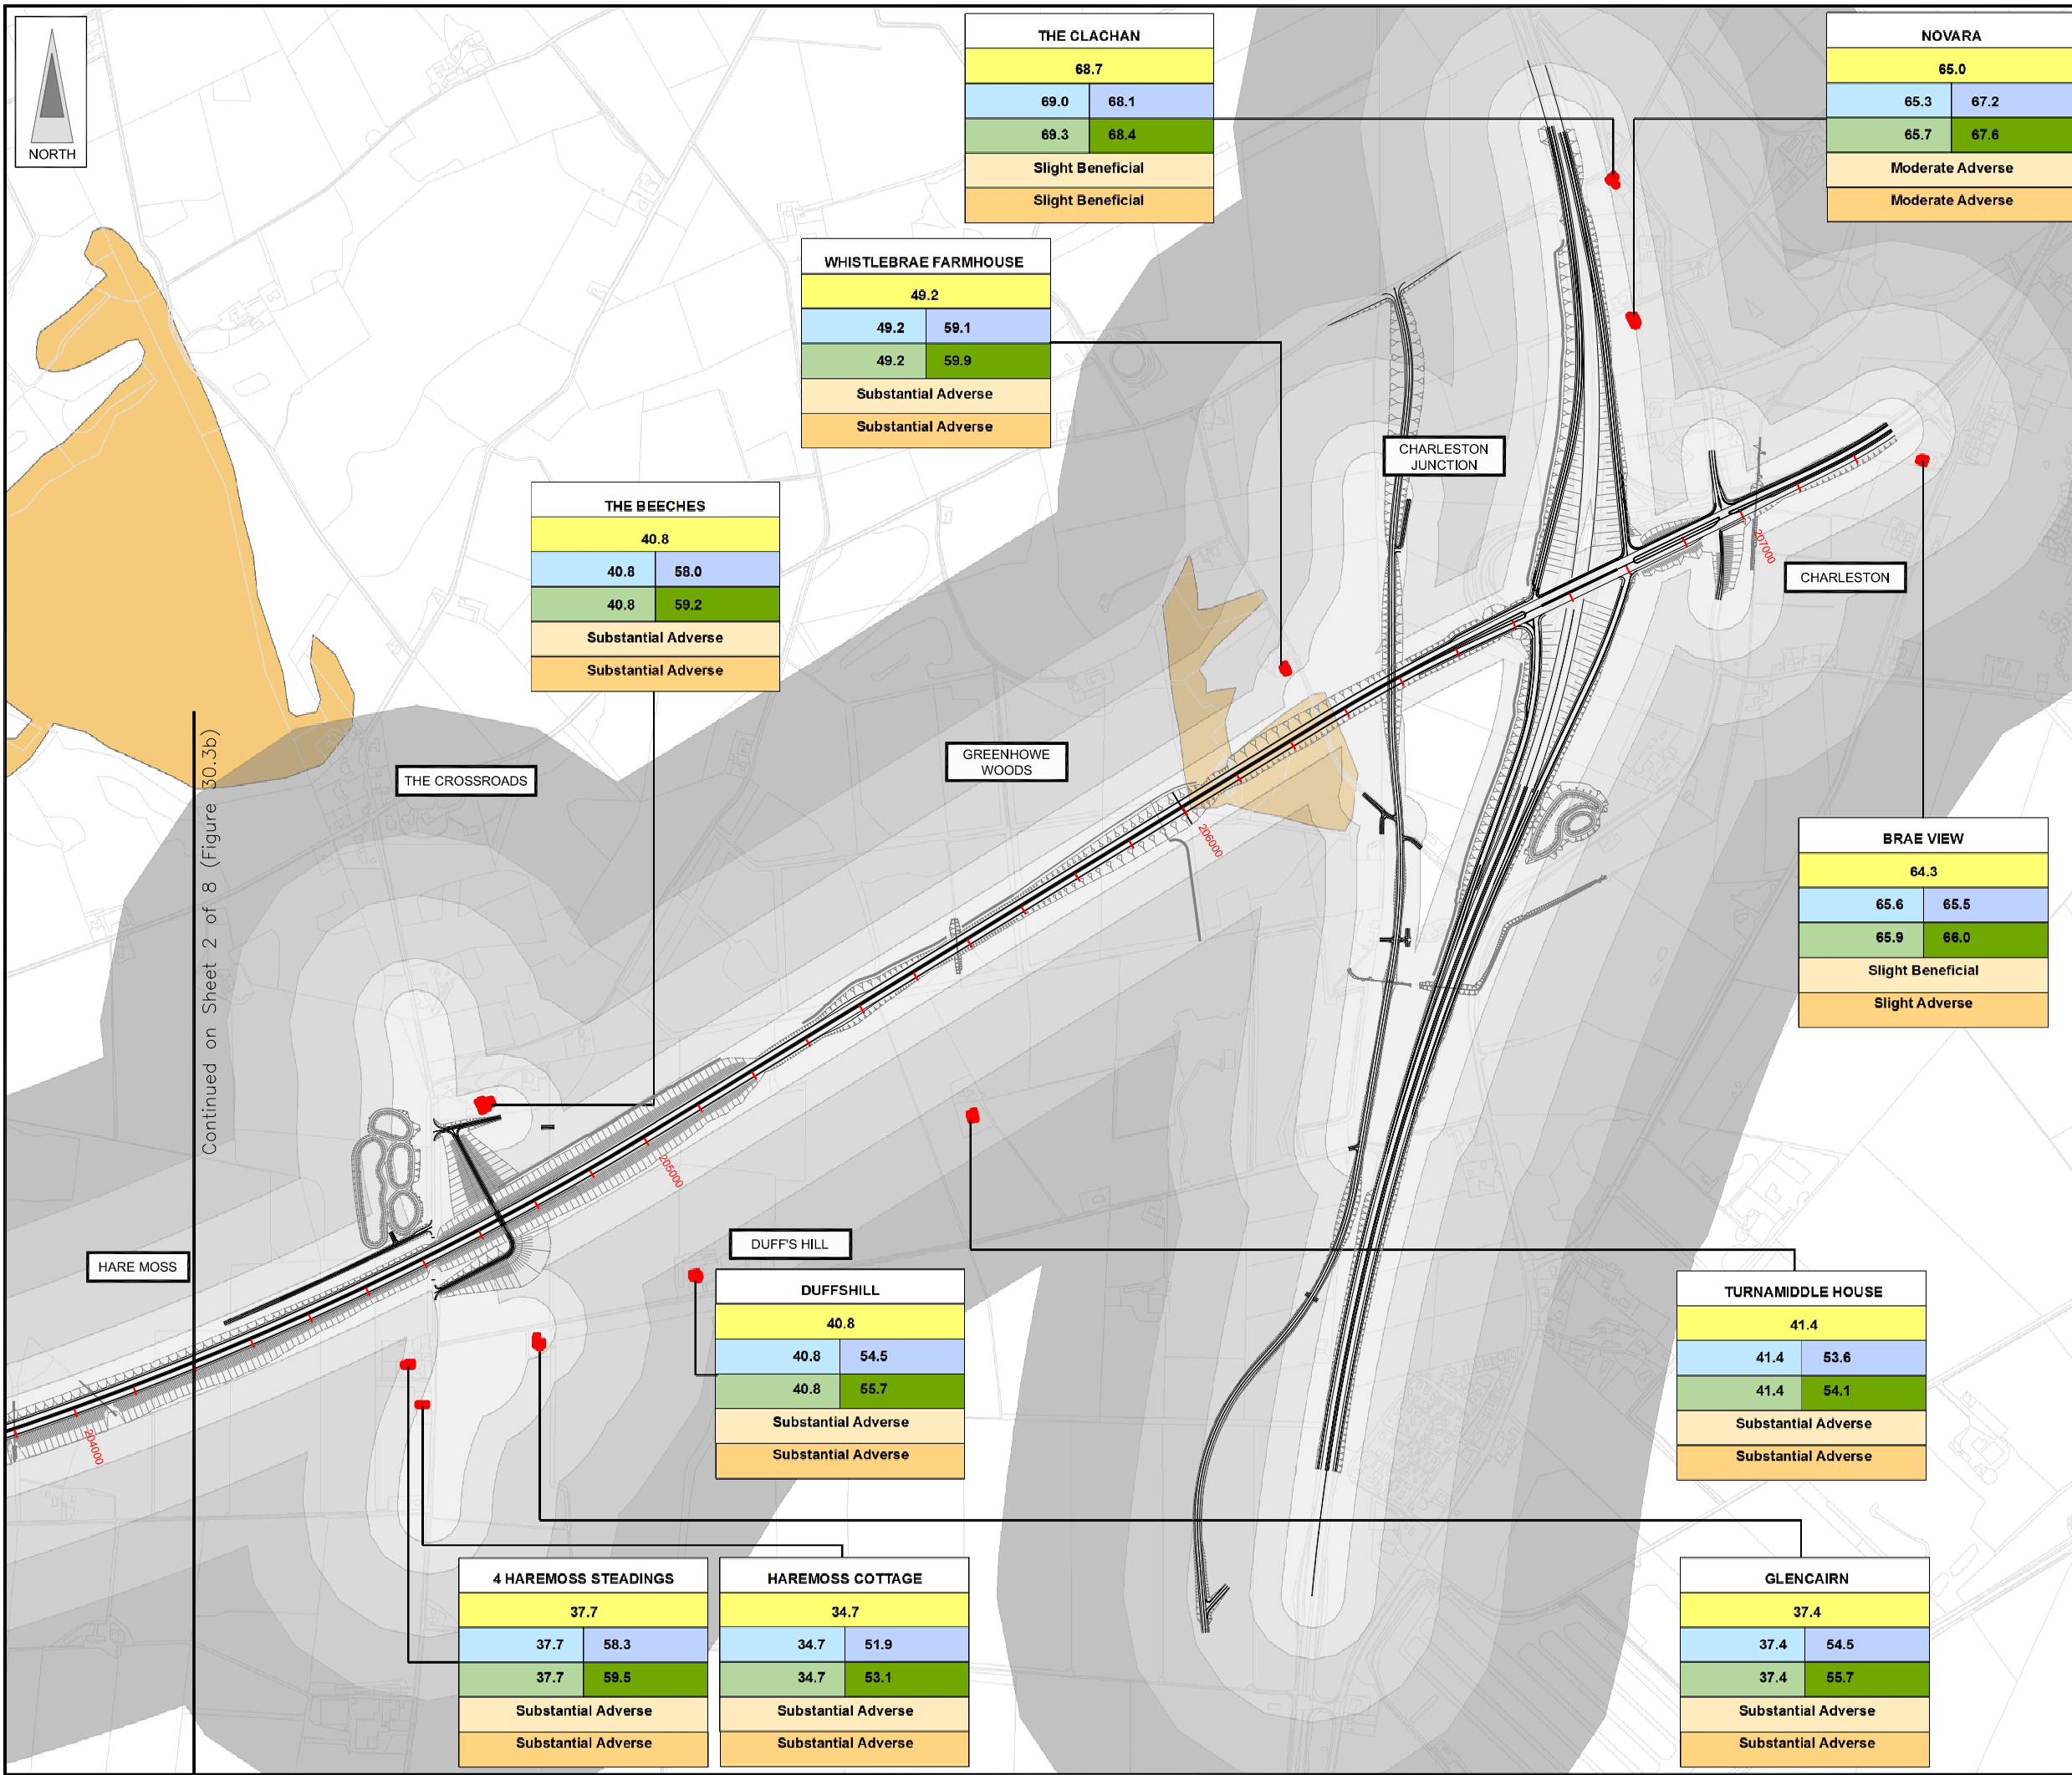 NORTH
THE CLACHAN
68.7
69.0 68.1
69.3 68.4
Slight Beneficial
Slight Beneficial
NOVARA
65.0
65.3 67.2
65.7 67.6
Moderate Adverse
Moderate Adverse
WHISTLEBRAE FARMHOUSE
49.2
49.2 59.1
49.2 59.9
Substantial Adverse
Substantial Adverse
CHARLESTON
JUNCTION
THE BEECHES
40.8
40.8 58.0
40.8 59.2
Substantial Adverse
Substantial Adverse
207000
CHARLESTON
GREENHOWE
WOODS
THE CROSSROADS
Continued on Sheet 2 of 8 (Figure 30.3b)
206000
BRAE VIEW
64.3
65.6 65.5
65.9 66.0
Slight Beneficial
Slight Adverse
205000
HARE MOSS
DUFF'S HILL
DUFFSHILL
40.8
40.8 54.5
40.8 55.7
Substantial Adverse
Substantial Adverse
TURNAMIDDLE HOUSE
41.4
41.4 53.6
41.4 54.1
Substantial Adverse
Substantial Adverse
204000
4 HAREMOSS STEADINGS
37.7
37.7 58.3
37.7 59.5
Substantial Adverse
Substantial Adverse
HAREMOSS COTTAGE
34.7
34.7 51.9
34.7 53.1
Substantial Adverse
Substantial Adverse
GLENCAIRN
37.4
37.4 54.5
37.4 55.7
Substantial Adverse
Substantial Adverse